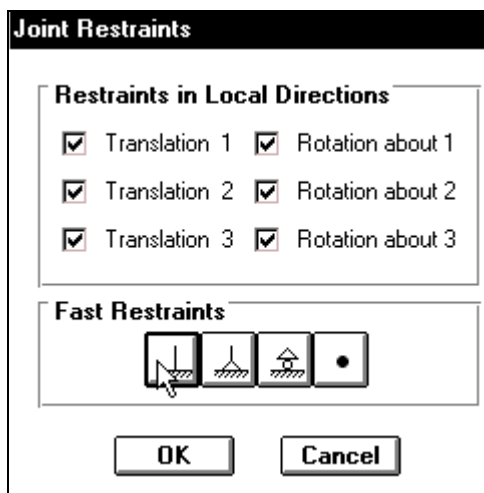 Joint Restraints
Restraints in Local Directions
Translation 1 Rotation about 1
Translation 2 Rotation about 2
Translation 3 Rotation about 3
Fast Restraints
OK Cancel